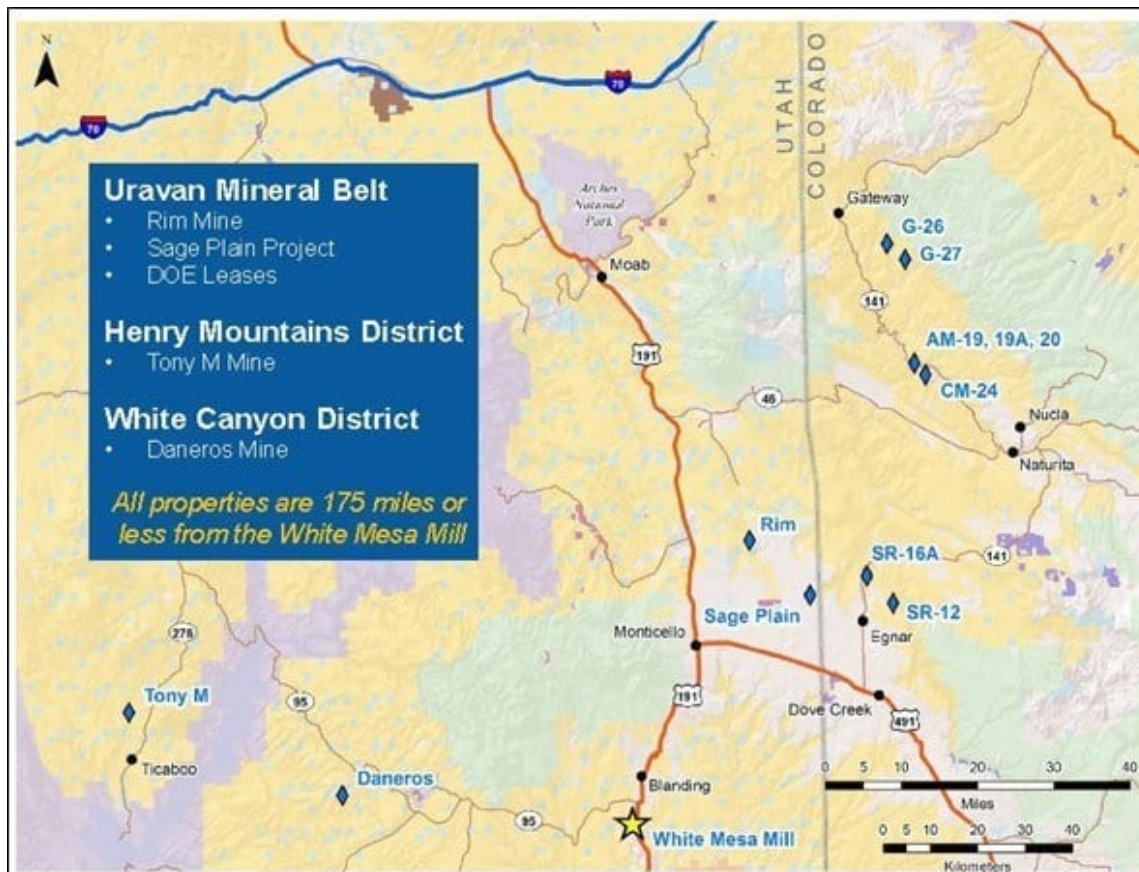 N
70
70
Uravan Mineral Belt
• Rim Mine
• Sage Plain Project
• DOE Leases
Henry Mountains District
• Tony M Mine
White Canyon District
• Daneros Mine
All properties are 175 miles or
less from the White Mesa Mill
UTAH
COLORADO
Arches
National
Park
Moab
Gateway
G-26
G-27
141
191
AM-19, 19A, 20
CM-24
46
Nucla
Naturita
Rim
SR-16A
141
Sage Plain
SR-12
Monticello
Egnar
276
Tony M
95
191
Dove Creek
491
Ticaboo
Daneros
Blanding
95
White Mesa Mill
0 5 10 20 30 40
Miles
0 5 10 20 30 40
Kilometers